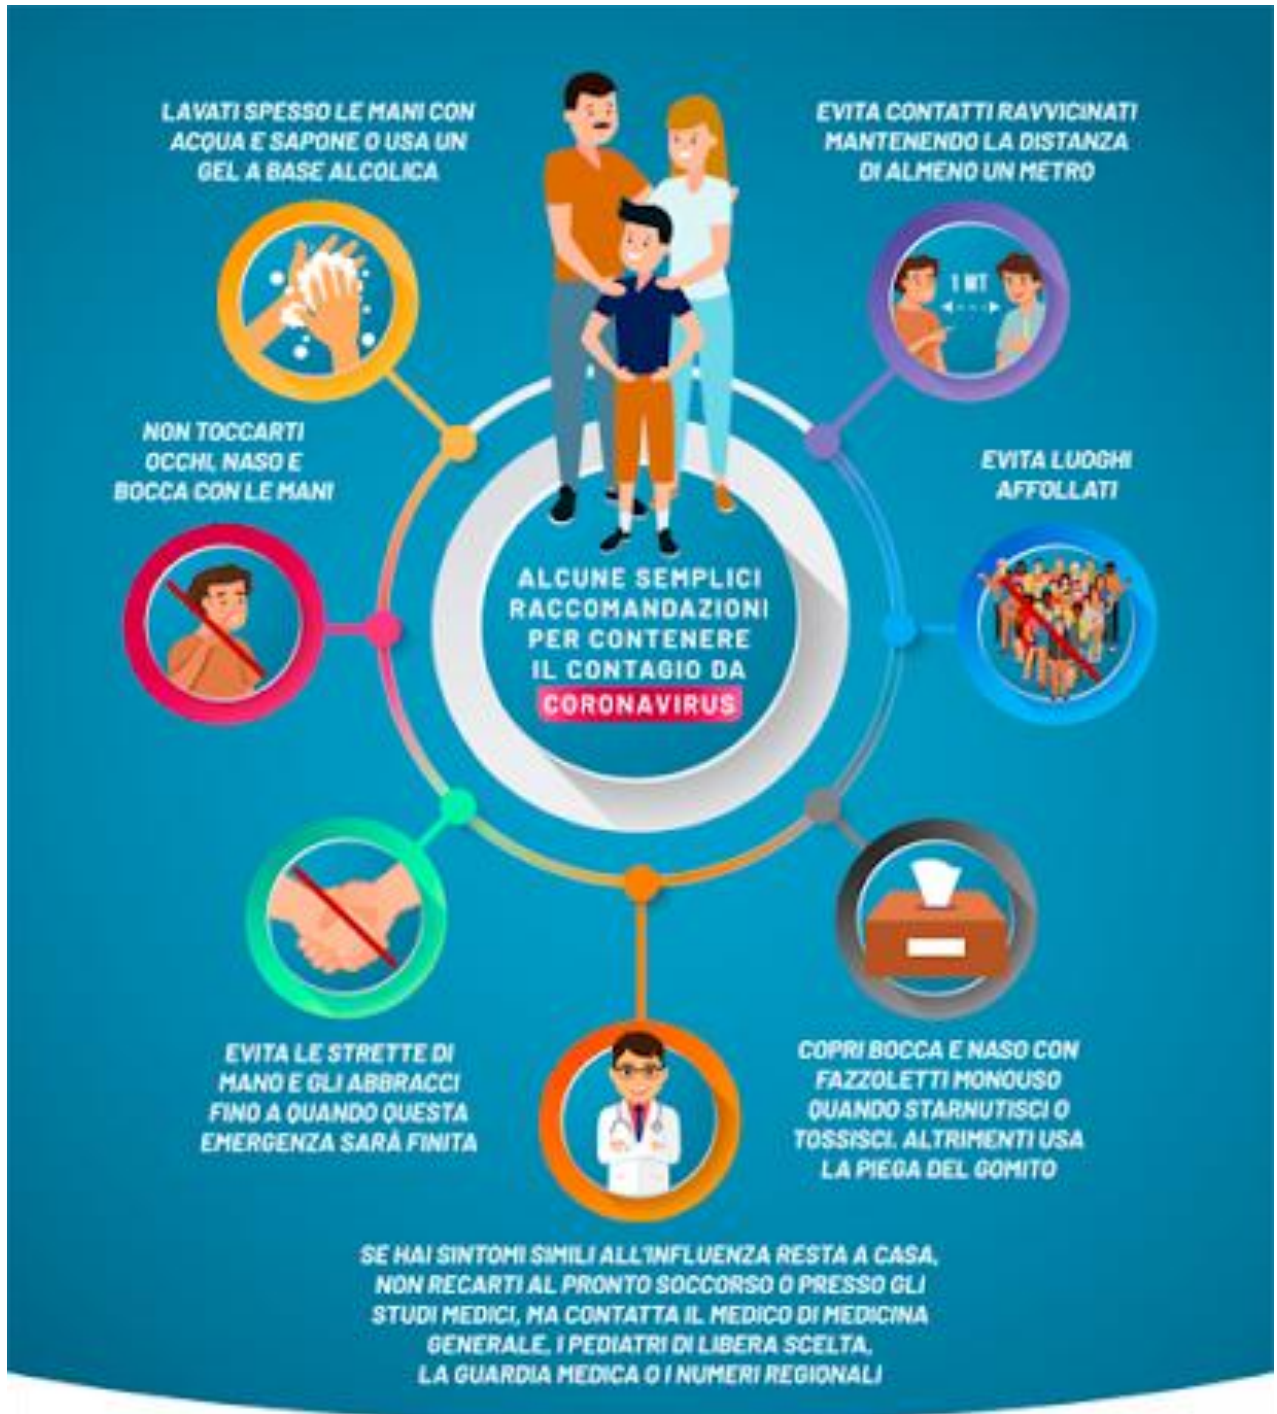 LAVATI SPESSO LE MANI CON
ACQUA E SAPONE O USA UN
GEL A BASE ALCOLICA
EVITA CONTATTI RAVVICINATI
MANTENENDO LA DISTANZA
DI ALMENO UN METRO
1 MT
NON TOCCARTI
OCCHI, NASO E
BOCCA CON LE MANI
EVITA LUOGHI
AFFOLLATI
ALCUNE SEMPLICI
RACCOMANDAZIONI
PER CONTENERE
IL CONTAGIO DA
CORONAVIRUS
EVITA LE STRETTE DI
MANO E GLI ABBRACCI
FINO A QUANDO QUESTA
EMERGENZA SARÀ FINITA
COPRI BOCCA E NASO CON
FAZZOLETTI MONOUSO
QUANDO STARNUTISCI O
TOSSISCI. ALTRIMENTI USA
LA PIEGA DEL GOMITO
SE HAI SINTOMI SIMILI ALL'INFLUENZA RESTA A CASA,
NON RECARTI AL PRONTO SOCCORSO O PRESSO GLI
STUDI MEDICI, MA CONTATTA IL MEDICO DI MEDICINA
GENERALE, I PEDIATRI DI LIBERA SCELTA,
LA GUARDIA MEDICA O I NUMERI REGIONALI